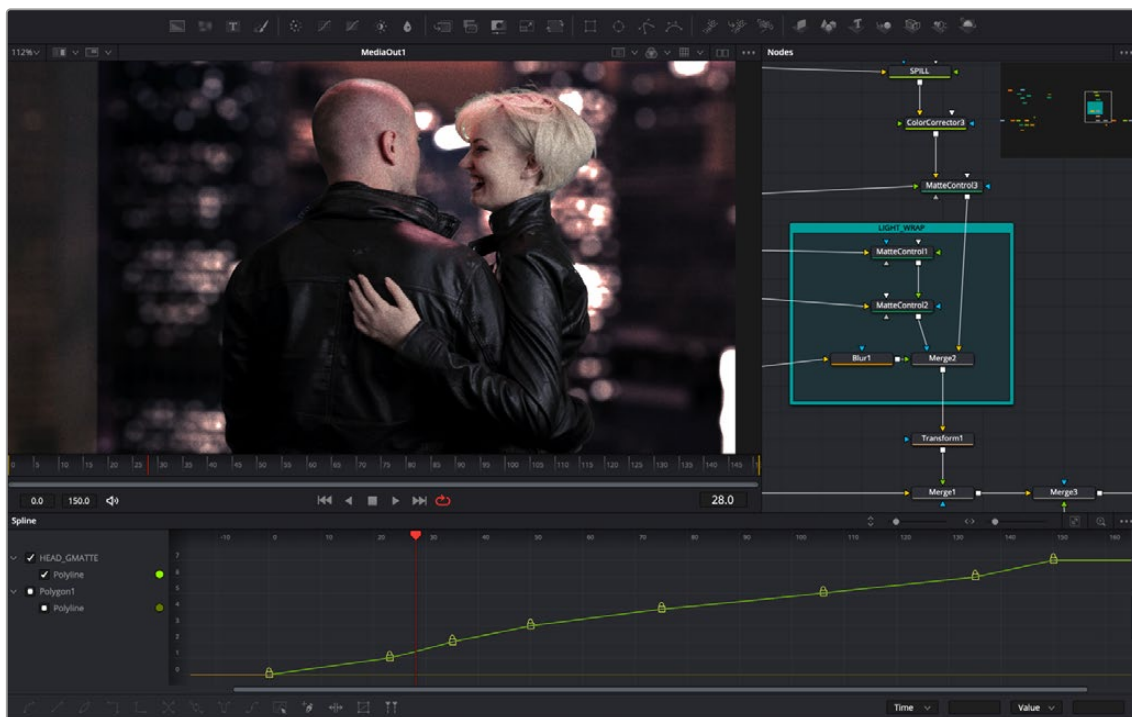 112%
MediaOut1
Nodes
SPILL
ColorCorrector3
MatteControl3
LIGHT_WRAP
MatteControl1
MatteControl2
Blur1
Merge2
Transform1
Merge1
Merge3
0 5 10 15 20 25 30 35 40 45 50 55 60 65 70 75 80 85 90 95 100 105 110 115 120 125 130 135 140 145
0.0 150.0 28.0
Spline
-10 0 10 20 30 40 50 60 70 80 90 100 110 120 130 140 150 160
HEAD_GMATTE
Polyline
Polygon1
Polyline
7
6
5
4
3
2
1
0
Time Value